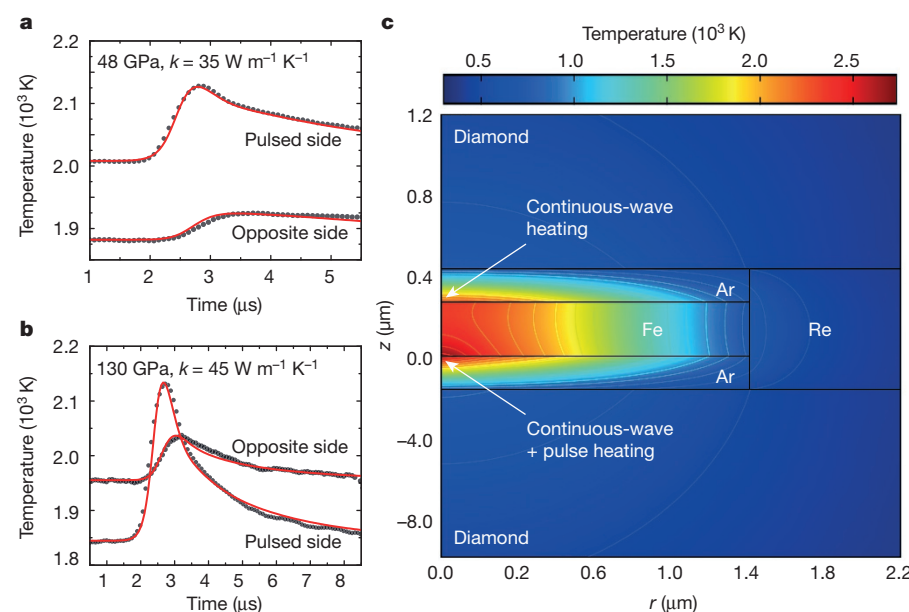 a
2.2
48 GPa, k = 35 W m⁻¹ K⁻¹
2.1
Pulsed side
2.0
1.9
Opposite side
Temperature (10³ K)
1 2 3 4 5
Time (μs)
b
2.2
130 GPa, k = 45 W m⁻¹ K⁻¹
2.1
Opposite side
2.0
1.9
Pulsed side
1.8
Temperature (10³ K)
1 2 3 4 5 6 7 8
Time (μs)
c
Temperature (10³ K)
0.5 1.0 1.5 2.0 2.5
1.2
Diamond
0.8
Continuous-wave
heating
0.4
Ar
Fe
Re
0.0
Ar
Continuous-wave
+ pulse heating
−4.0
−8.0
Diamond
z (μm)
0.0 0.2 0.6 1.0 1.4 1.8 2.2
r (μm)